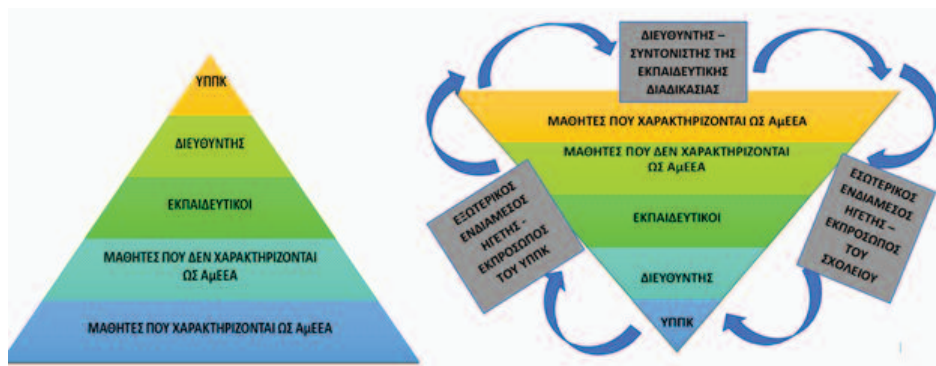 ΥΠΠΚ
ΔΙΕΥΘΥΝΤΗΣ
ΕΚΠΑΙΔΕΥΤΙΚΟΙ
ΜΑΘΗΤΕΣ ΠΟΥ ΔΕΝ ΧΑΡΑΚΤΗΡΙΖΟΝΤΑΙ
ΩΣ ΑμΕΕΑ
ΜΑΘΗΤΕΣ ΠΟΥ ΧΑΡΑΚΤΗΡΙΖΟΝΤΑΙ ΩΣ ΑμΕΕΑ
ΔΙΕΥΘΥΝΤΗΣ –
ΣΥΝΤΟΝΙΣΤΗΣ ΤΗΣ
ΕΚΠΑΙΔΕΥΤΙΚΗΣ
ΔΙΑΔΙΚΑΣΙΑΣ
ΜΑΘΗΤΕΣ ΠΟΥ ΧΑΡΑΚΤΗΡΙΖΟΝΤΑΙ ΩΣ ΑμΕΕΑ
ΜΑΘΗΤΕΣ ΠΟΥ ΔΕΝ ΧΑΡΑΚΤΗΡΙΖΟΝΤΑΙ
ΩΣ ΑμΕΕΑ
ΕΚΠΑΙΔΕΥΤΙΚΟΙ
ΔΙΕΥΘΥΝΤΗΣ
ΥΠΠΚ
ΕΞΩΤΕΡΙΚΟΣ
ΕΝΔΙΑΜΕΣΟΣ
ΗΓΕΤΗΣ -
ΕΚΠΡΟΣΩΠΟΣ
ΤΟΥ ΥΠΠΚ
ΕΣΩΤΕΡΙΚΟΣ
ΕΝΔΙΑΜΕΣΟΣ
ΗΓΕΤΗΣ –
ΕΚΠΡΟΣΩΠΟΣ
ΤΟΥ
ΣΧΟΛΕΙΟΥ